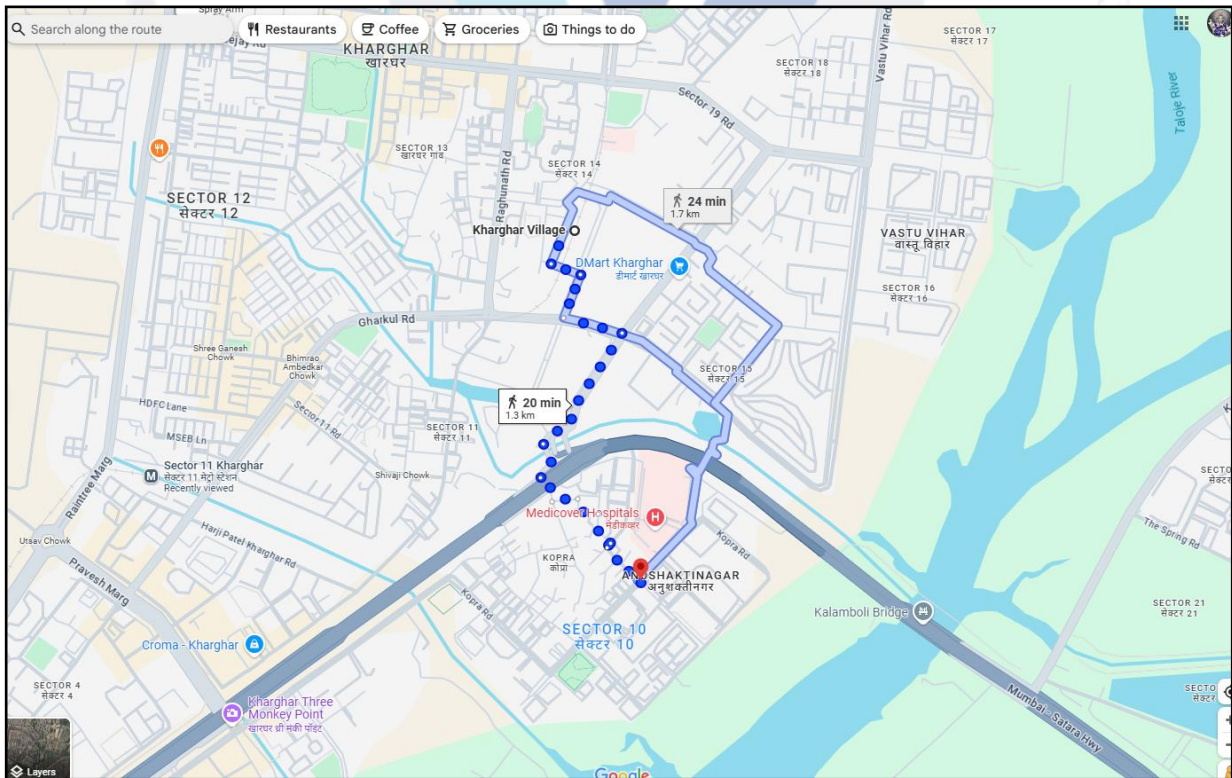 Search along the route
Restaurants
Coffee
Groceries
Things to do
KHARGHAR
खारघर
SECTOR 17
सेक्टर 17
SECTOR 18
सेक्टर 18
Vastu Vihar Rd
Taloje River
Sector 19 Rd
SECTOR 13
खारघर गाव
SECTOR 14
सेक्टर 14
Raghunath Rd
SECTOR 12
सेक्टर 12
24 min
1.7 km
Kharghar Village
VASTU VIHAR
वास्तू विहार
DMart Kharghar
डीमार्ट खारघर
SECTOR 16
सेक्टर 16
Gharkul Rd
Shree Ganesh
Chowk
Bhimrao
Ambedkar
Chowk
SECTOR 15
सेक्टर 15
20 min
1.3 km
HDFC Lane
Sector 11 Rd
MSEB Ln
SECTOR 11
सेक्टर 11
Sector 11 Kharghar
सेक्टर 11 मेट्रो स्टेशन
Recently viewed
Shivaji Chowk
Raintree Marg
Medicover Hospitals
मेडीकव्हर
Utsav Chowk
Harji Patel Kharghar Rd
The Spring Rd
Kopra Rd
KOPRA
कोप्रा
ANUSHAKTINAGAR
अनुशक्तीनगर
Pravesh Marg
Kopra Rd
Kalamboli Bridge
SECTOR 21
सेक्टर 21
SECTOR 10
सेक्टर 10
Croma - Kharghar
SECTOR 4
सेक्टर 4
Kharghar Three
Monkey Point
खारघर थ्री मंकी पॉइंट
Mumbai - Satara Hwy
Layers
Google